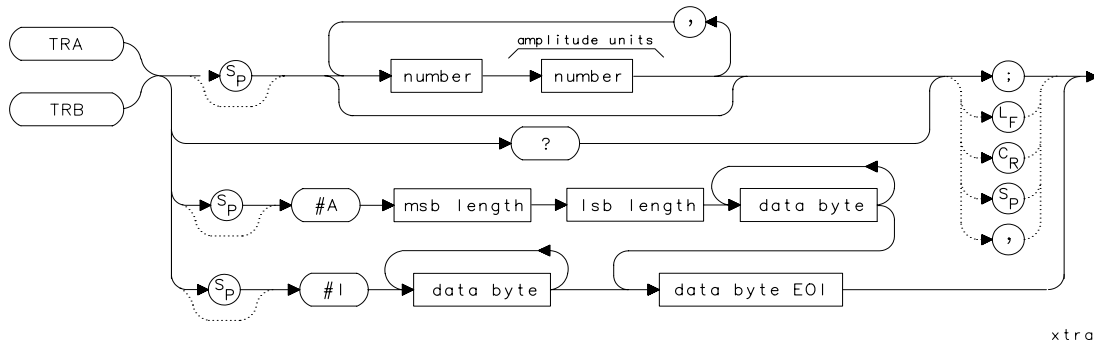 TRA
TRB
SP
,
amplitude units
number
number
;
LF
CR
SP
,
?
SP
#A
msb length
lsb length
data byte
SP
#I
data byte
data byte EOI
xtra